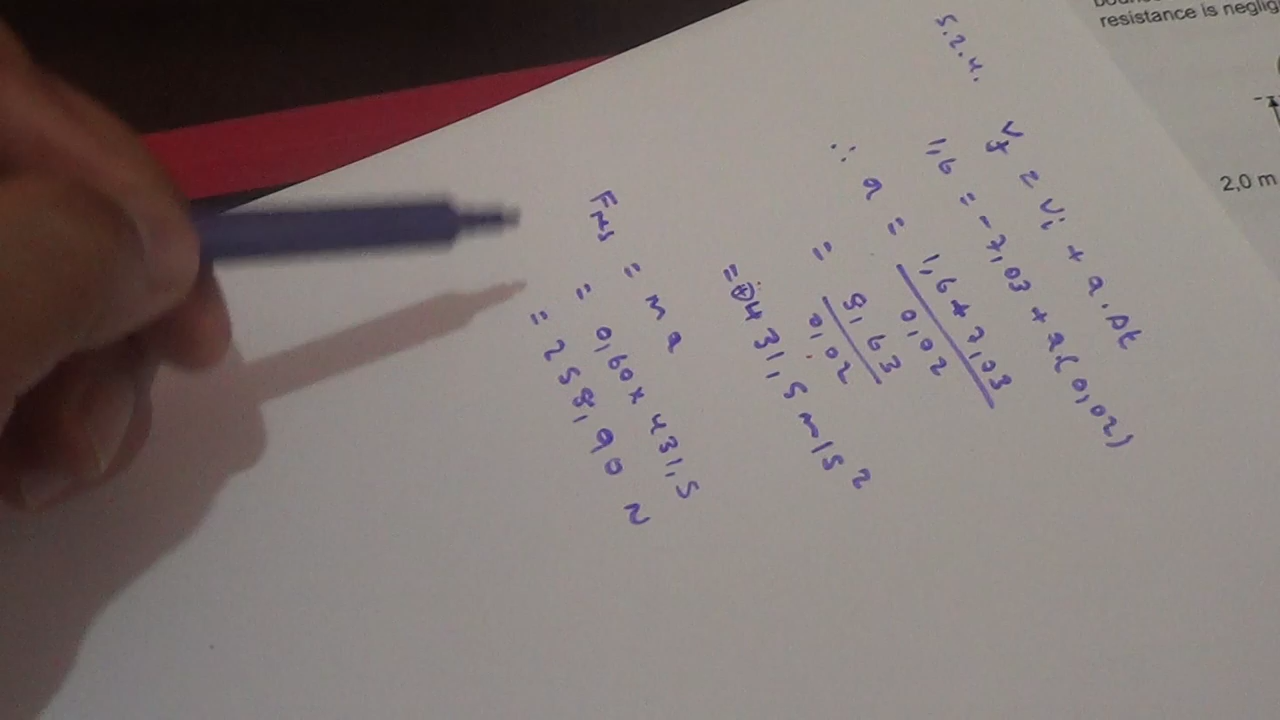 resistance is neglig
2,0 m
5.2.4.
Vf = Vi + a.Δt
1,6 = -7,03 + a(0,02)
∴ a = 1,6 + 7,03
0,02
= 8,63
0,02
= +431,5 m/s2
Fres = ma
= 0,60 x 431,5
= 258,90 N